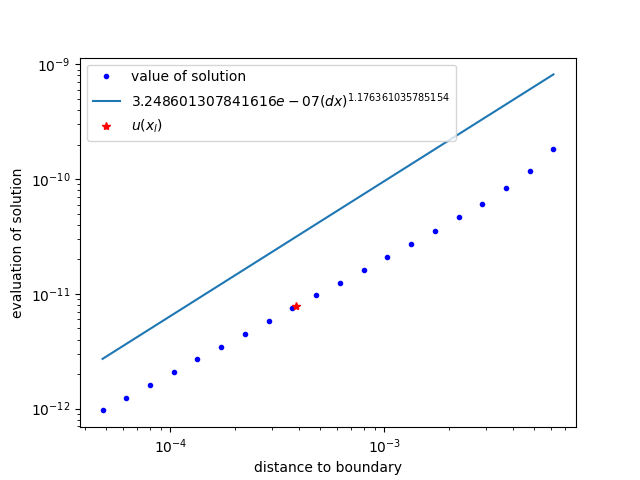 value of solution
3.248601307841616e − 07(dx)^1.176361035785154
u(x_l)
evaluation of solution
10^−9
10^−10
10^−11
10^−12
10^−4
10^−3
distance to boundary